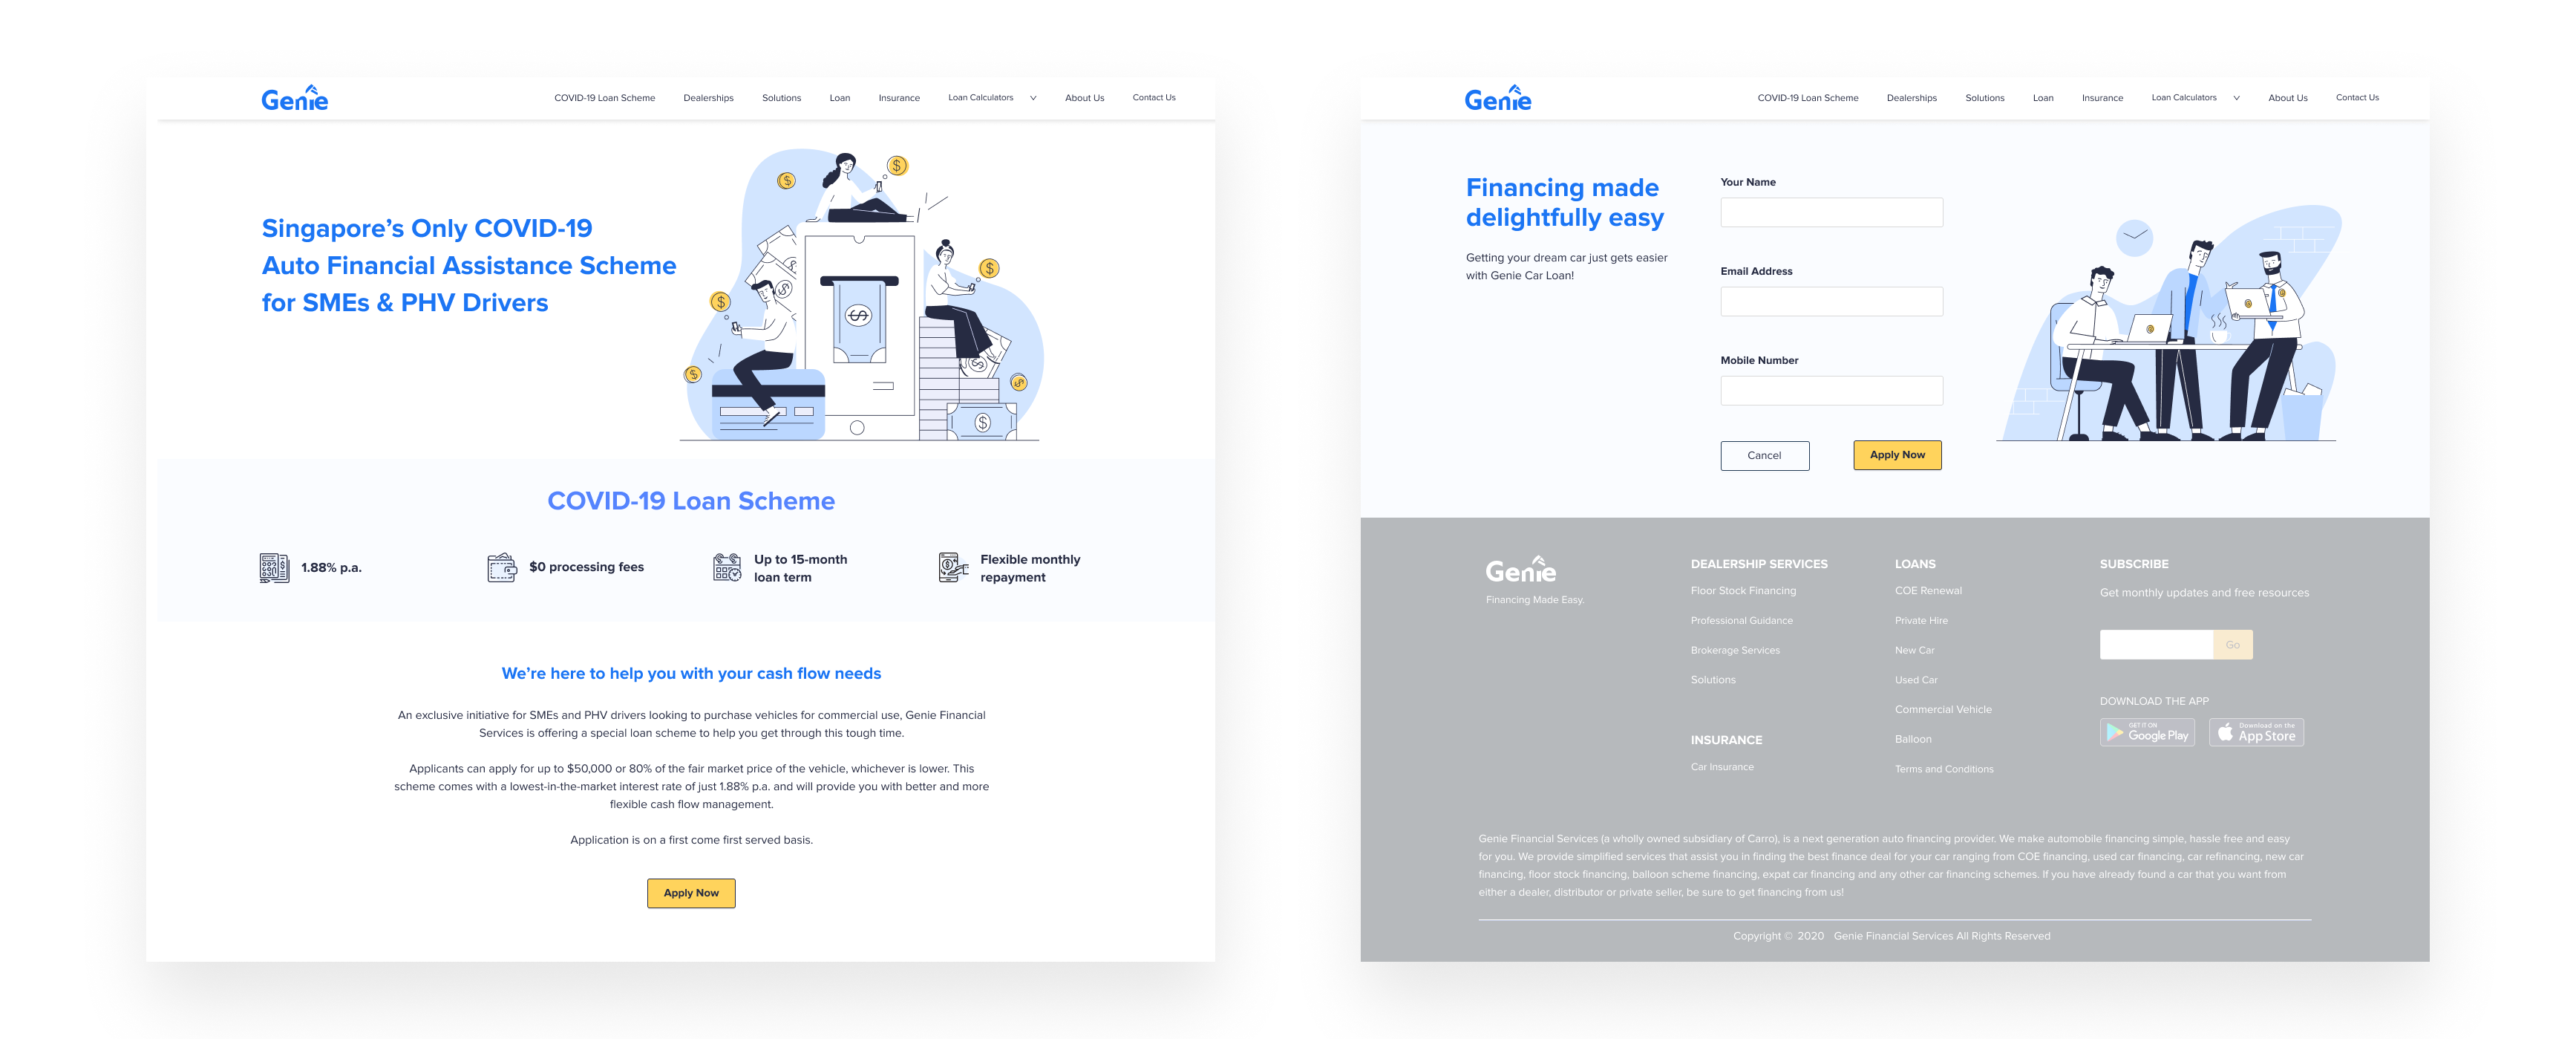 Genie
COVID-19 Loan Scheme
Dealerships
Solutions
Loan
Insurance
Loan Calculators
About Us
Contact Us
Singapore’s Only COVID-19
Auto Financial Assistance Scheme
for SMEs & PHV Drivers
COVID-19 Loan Scheme
1.88% p.a.
$0 processing fees
Up to 15-month
loan term
Flexible monthly
repayment
We’re here to help you with your cash flow needs
An exclusive initiative for SMEs and PHV drivers looking to purchase vehicles for commercial use, Genie Financial
Services is offering a special loan scheme to help you get through this tough time.
Applicants can apply for up to $50,000 or 80% of the fair market price of the vehicle, whichever is lower. This
scheme comes with a lowest-in-the-market interest rate of just 1.88% p.a. and will provide you with better and more
flexible cash flow management.
Application is on a first come first served basis.
Apply Now
Genie
COVID-19 Loan Scheme
Dealerships
Solutions
Loan
Insurance
Loan Calculators
About Us
Contact Us
Financing made
delightfully easy
Getting your dream car just gets easier
with Genie Car Loan!
Your Name
Email Address
Mobile Number
Cancel
Apply Now
Genie
Financing Made Easy.
DEALERSHIP SERVICES
Floor Stock Financing
Professional Guidance
Brokerage Services
Solutions
INSURANCE
Car Insurance
LOANS
COE Renewal
Private Hire
New Car
Used Car
Commercial Vehicle
Balloon
Terms and Conditions
SUBSCRIBE
Get monthly updates and free resources
Go
DOWNLOAD THE APP
GET IT ON
Google Play
Download on the
App Store
Genie Financial Services (a wholly owned subsidiary of Carro), is a next generation auto financing provider. We make automobile financing simple, hassle free and easy
for you. We provide simplified services that assist you in finding the best finance deal for your car ranging from COE financing, used car financing, car refinancing, new car
financing, floor stock financing, balloon scheme financing, expat car financing and any other car financing schemes. If you have already found a car that you want from
either a dealer, distributor or private seller, be sure to get financing from us!
Copyright © 2020 Genie Financial Services All Rights Reserved